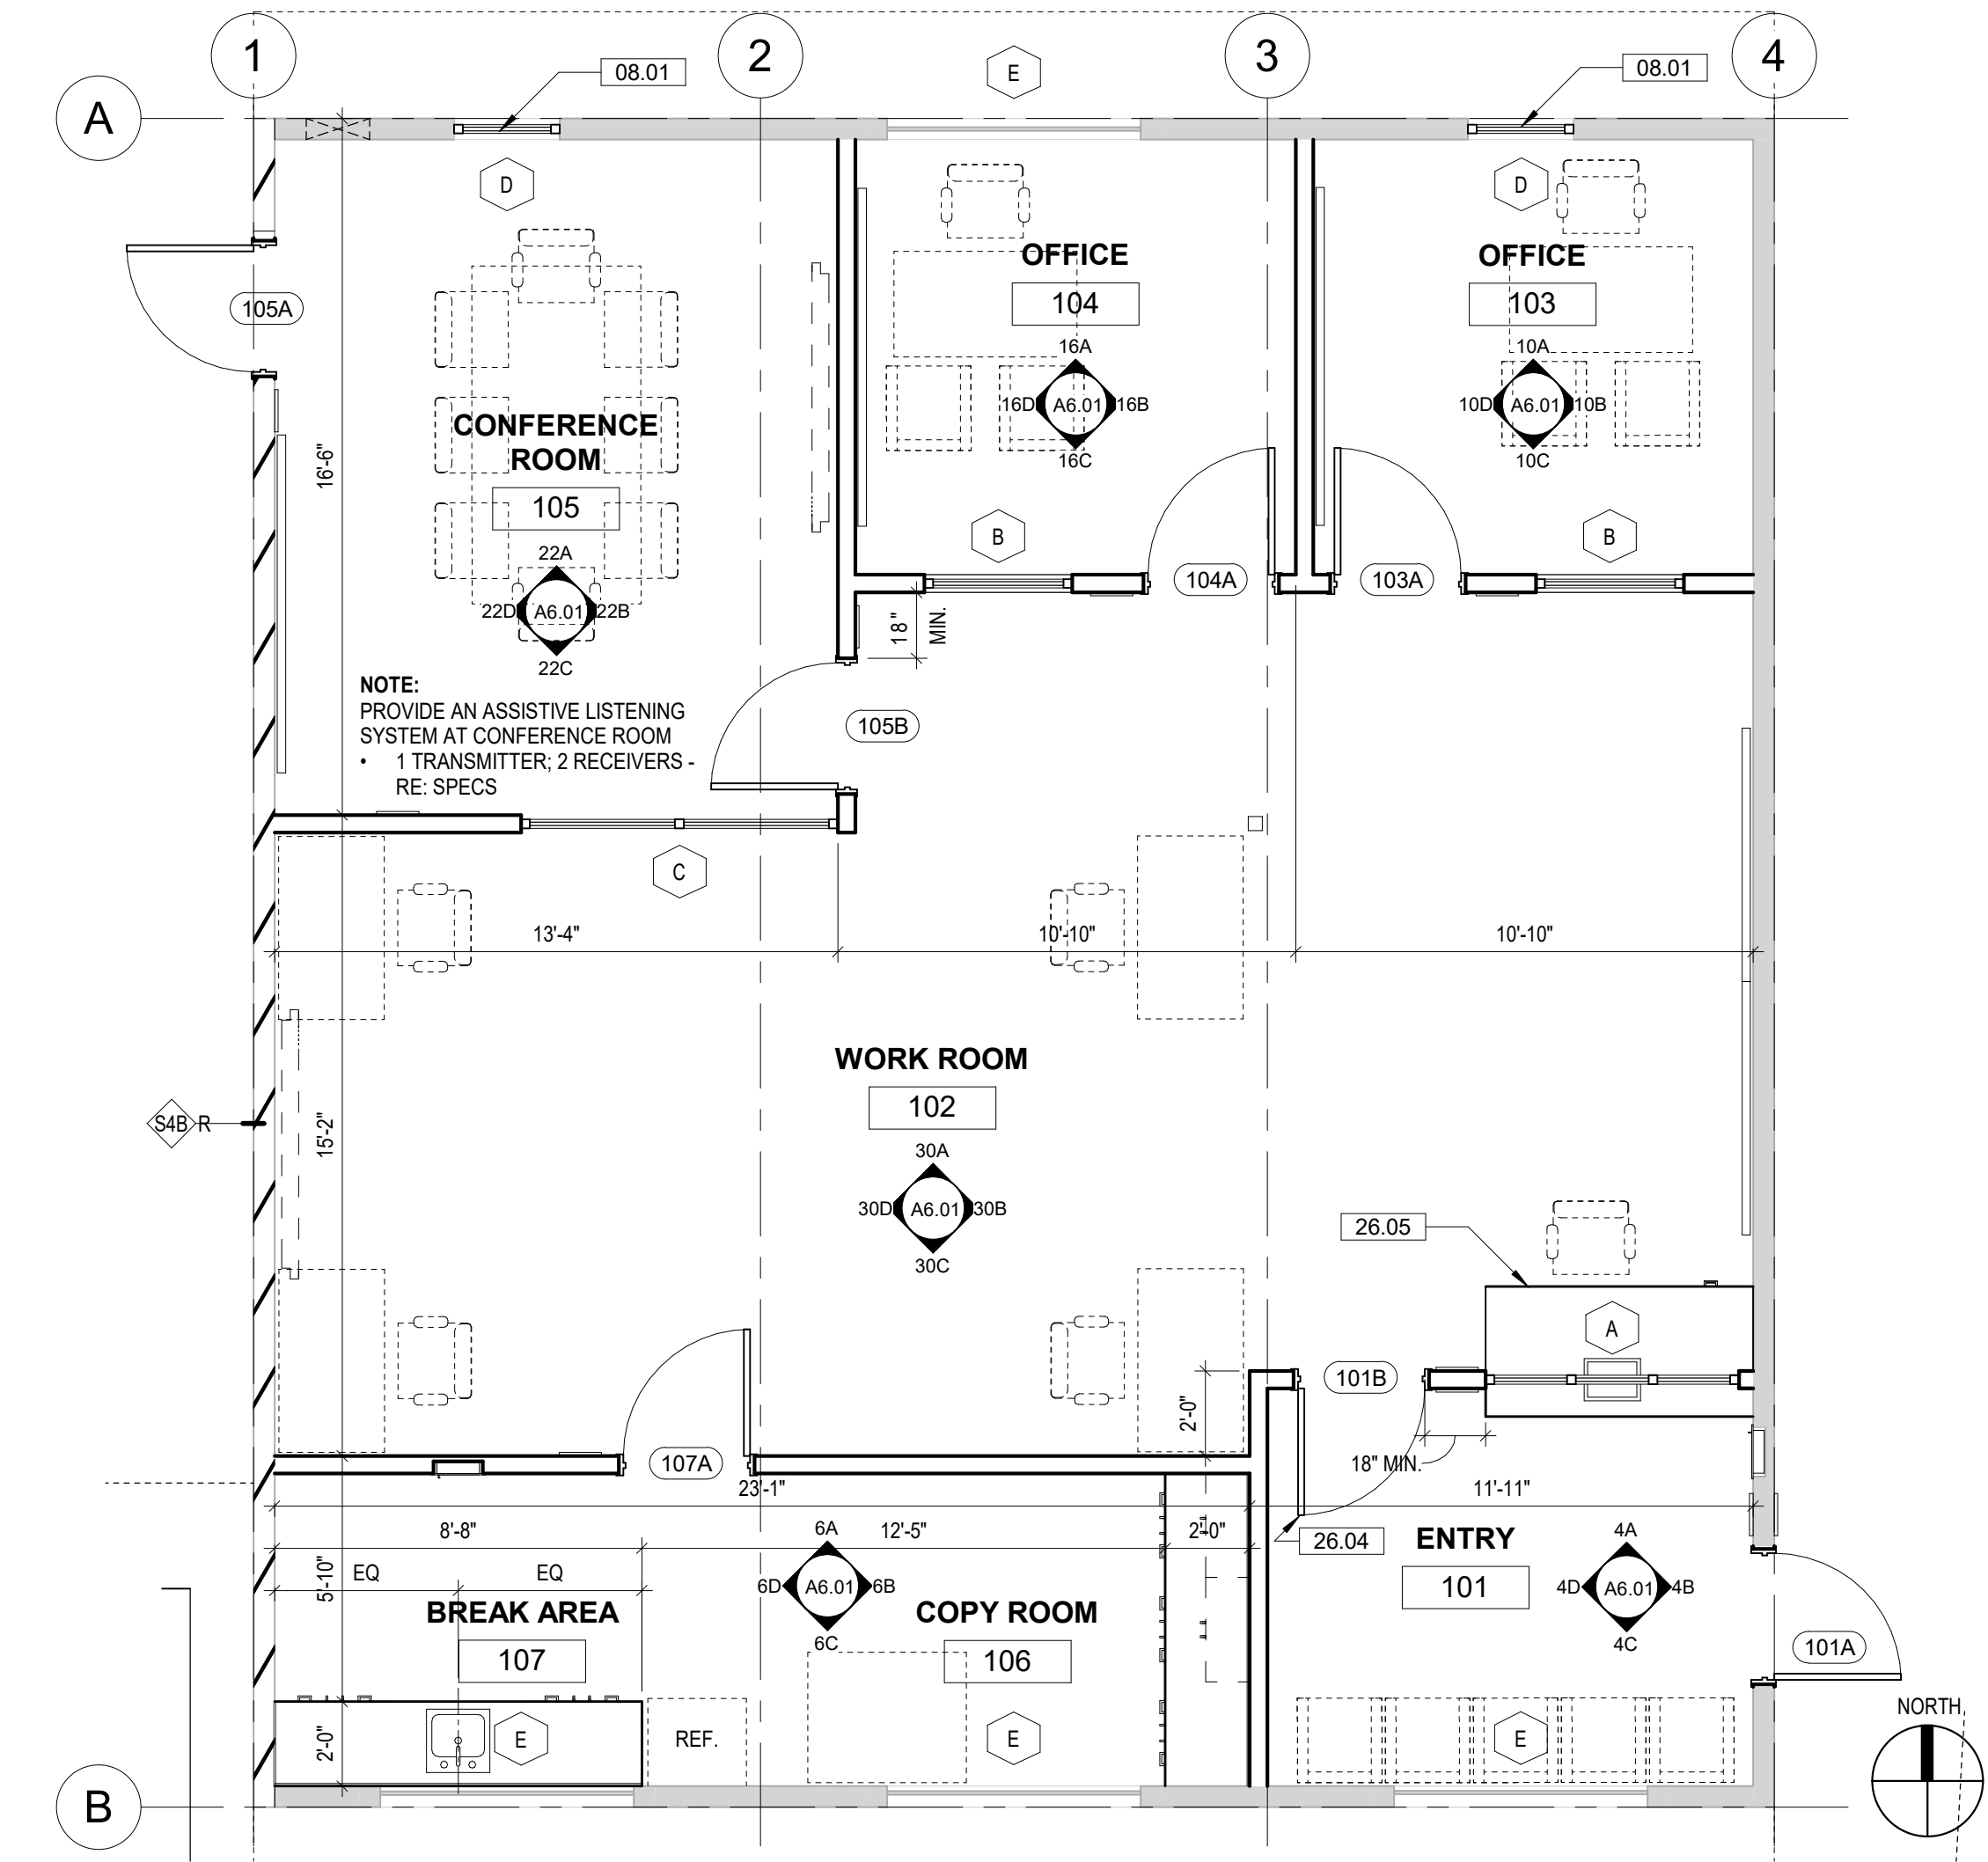 1
2
3
4
E
08.01
08.01
A
D
D
OFFICE
104
OFFICE
103
105A
16A
16D
A6.01
16B
16C
10A
10D
A6.01
10B
10C
CONFERENCE
ROOM
105
16'-6"
22A
22D
A6.01
22B
22C
B
B
104A
103A
18"
MIN.
NOTE:
PROVIDE AN ASSISTIVE LISTENING
SYSTEM AT CONFERENCE ROOM
• 1 TRANSMITTER; 2 RECEIVERS -
RE: SPECS
105B
C
13'-4"
10'-10"
10'-10"
WORK ROOM
102
S4B
R
15'-2"
30A
30D
A6.01
30B
30C
26.05
A
101B
2'-0"
18" MIN.
107A
23'-1"
11'-11"
8'-8"
12'-5"
2'-0"
26.04
EQ
EQ
5'-10"
6A
6D
A6.01
6B
6C
ENTRY
101
4A
4D
A6.01
4B
4C
BREAK AREA
107
COPY ROOM
106
101A
2'-0"
E
REF.
E
E
NORTH
B